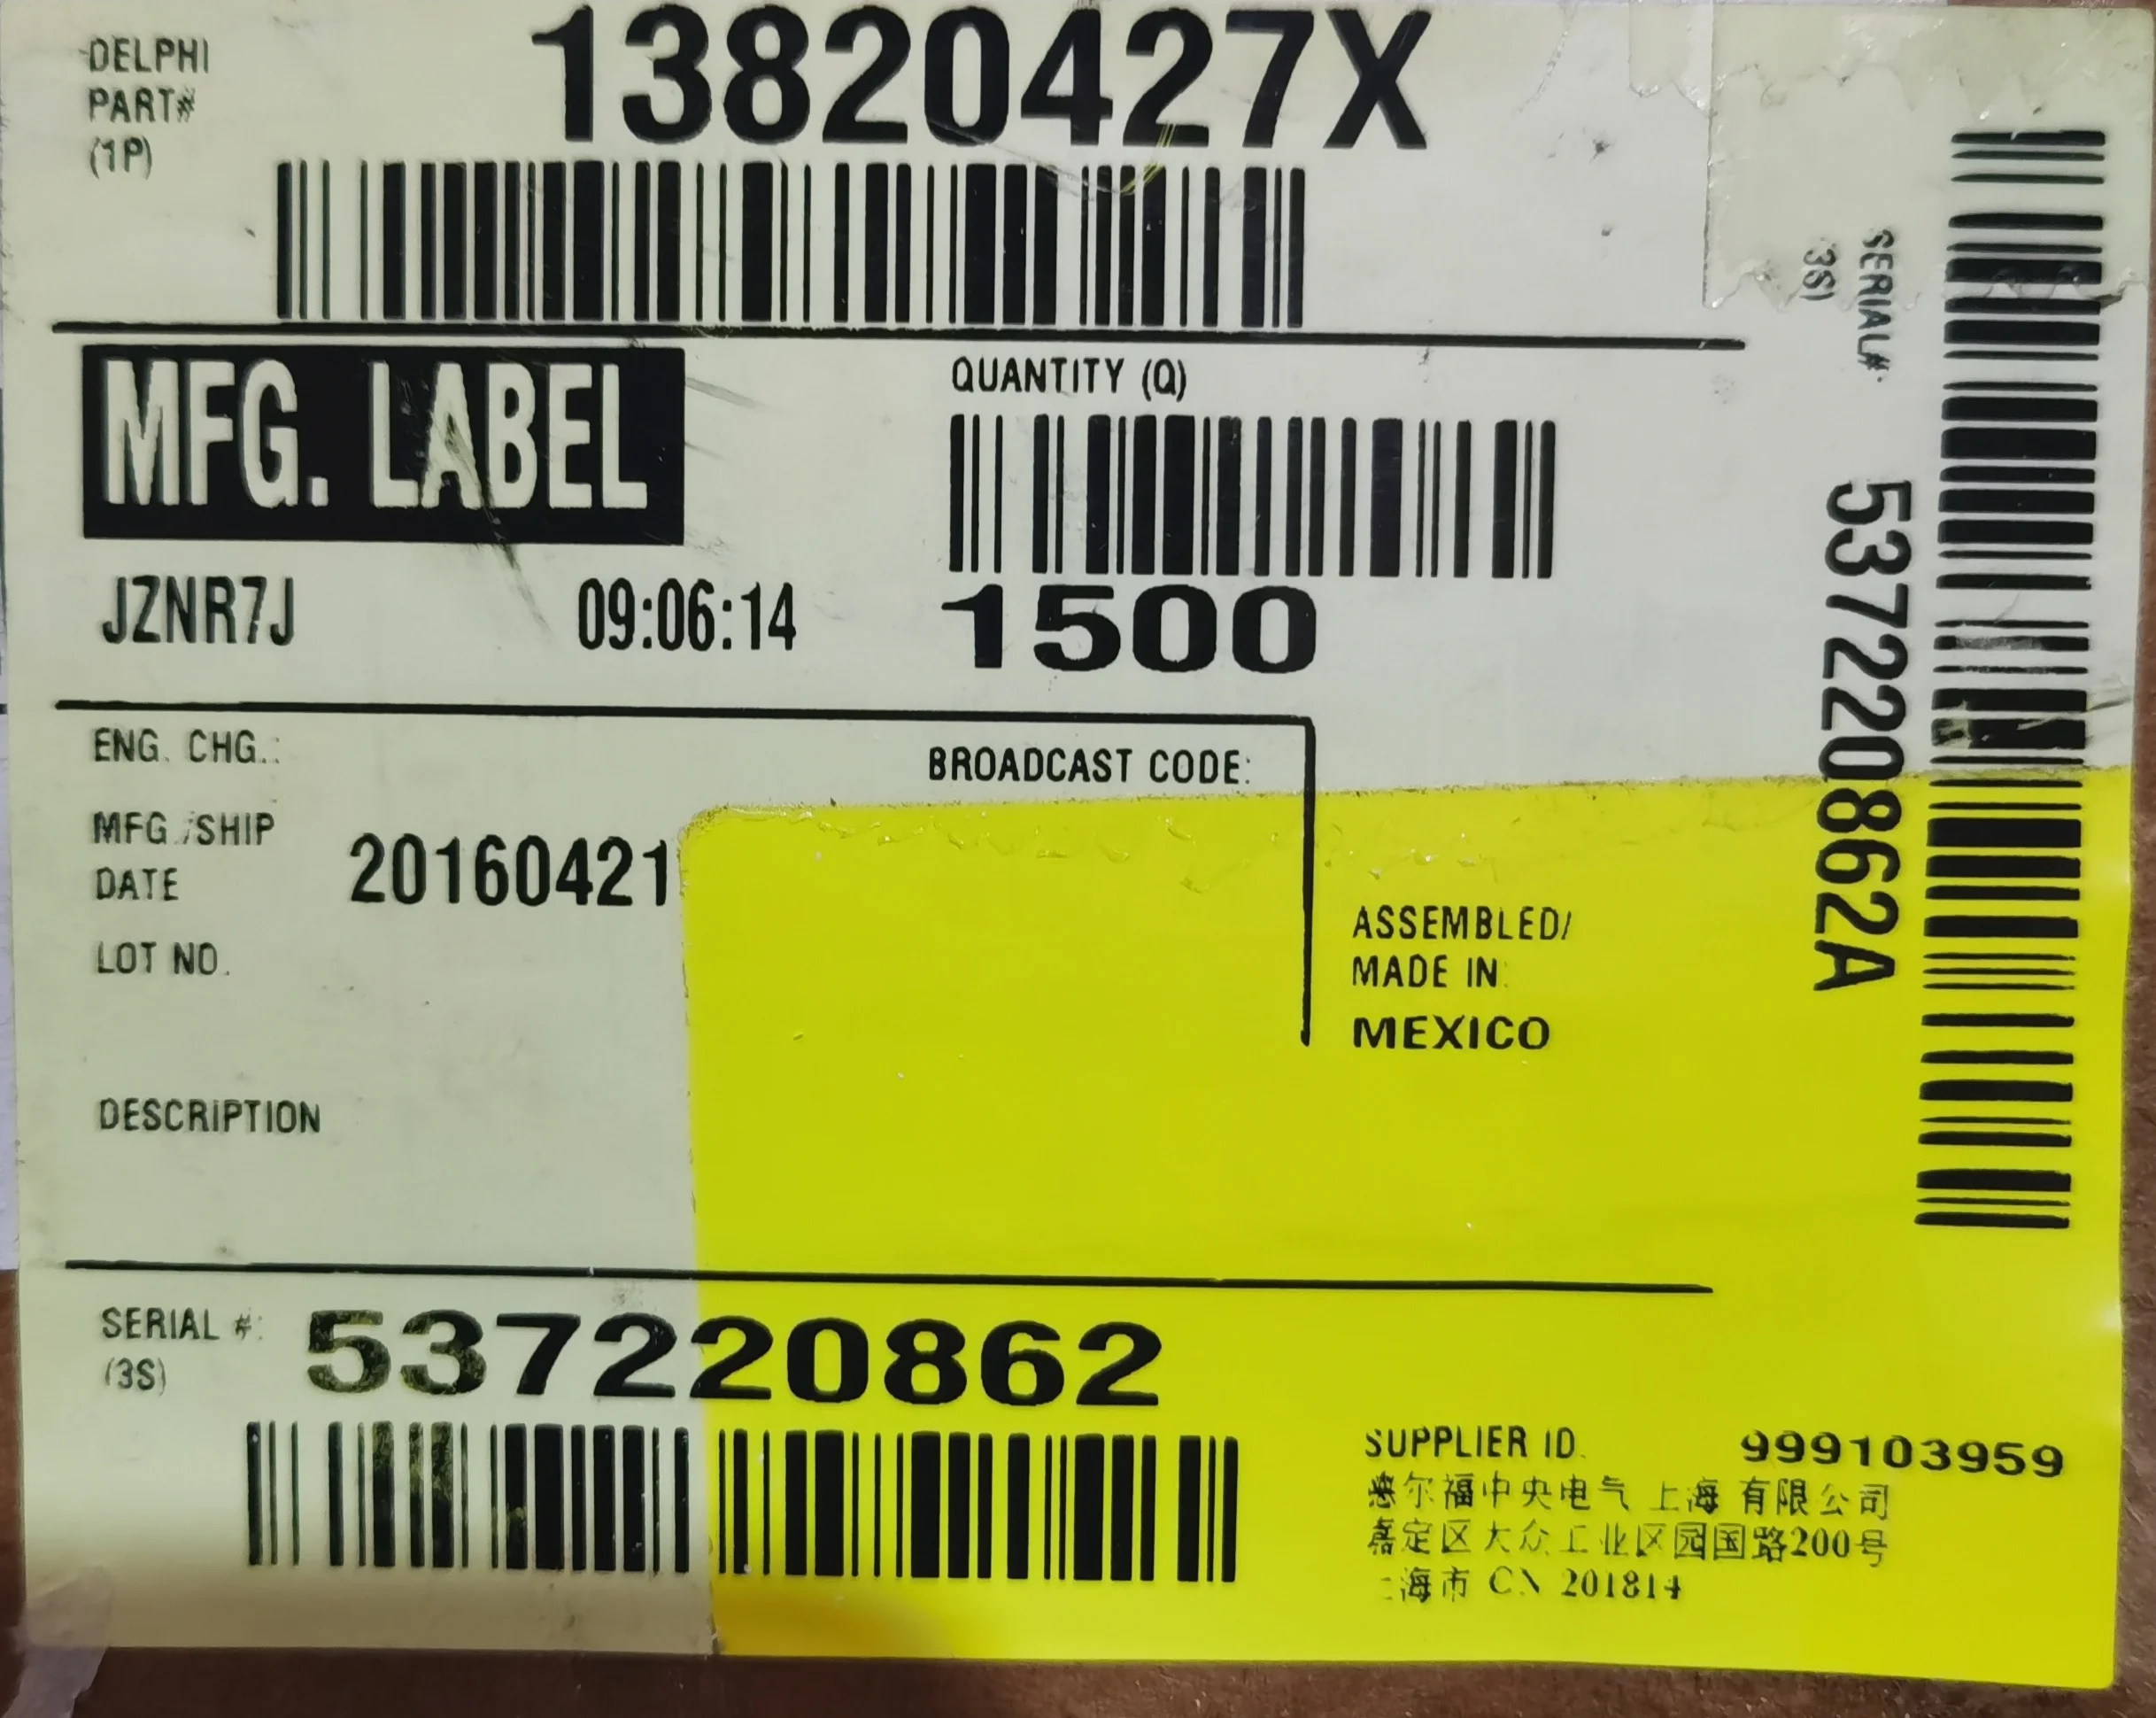 DELPHI
PART#
(1P)
13820427X
MFG. LABEL
JZNR7J 09:06:14
QUANTITY (Q)
1500
ENG. CHG.:
BROADCAST CODE:
MFG./SHIP
DATE
20160421
LOT NO.
ASSEMBLED/
MADE IN:
MEXICO
DESCRIPTION
SERIAL #:
(3S)
537220862
SUPPLIER ID. 999103959
尔福中央电气 上海 有限公司
嘉定区大众工业区园国路200号
上海市 CN 201814
SERIAL#:
(3S)
537220862A